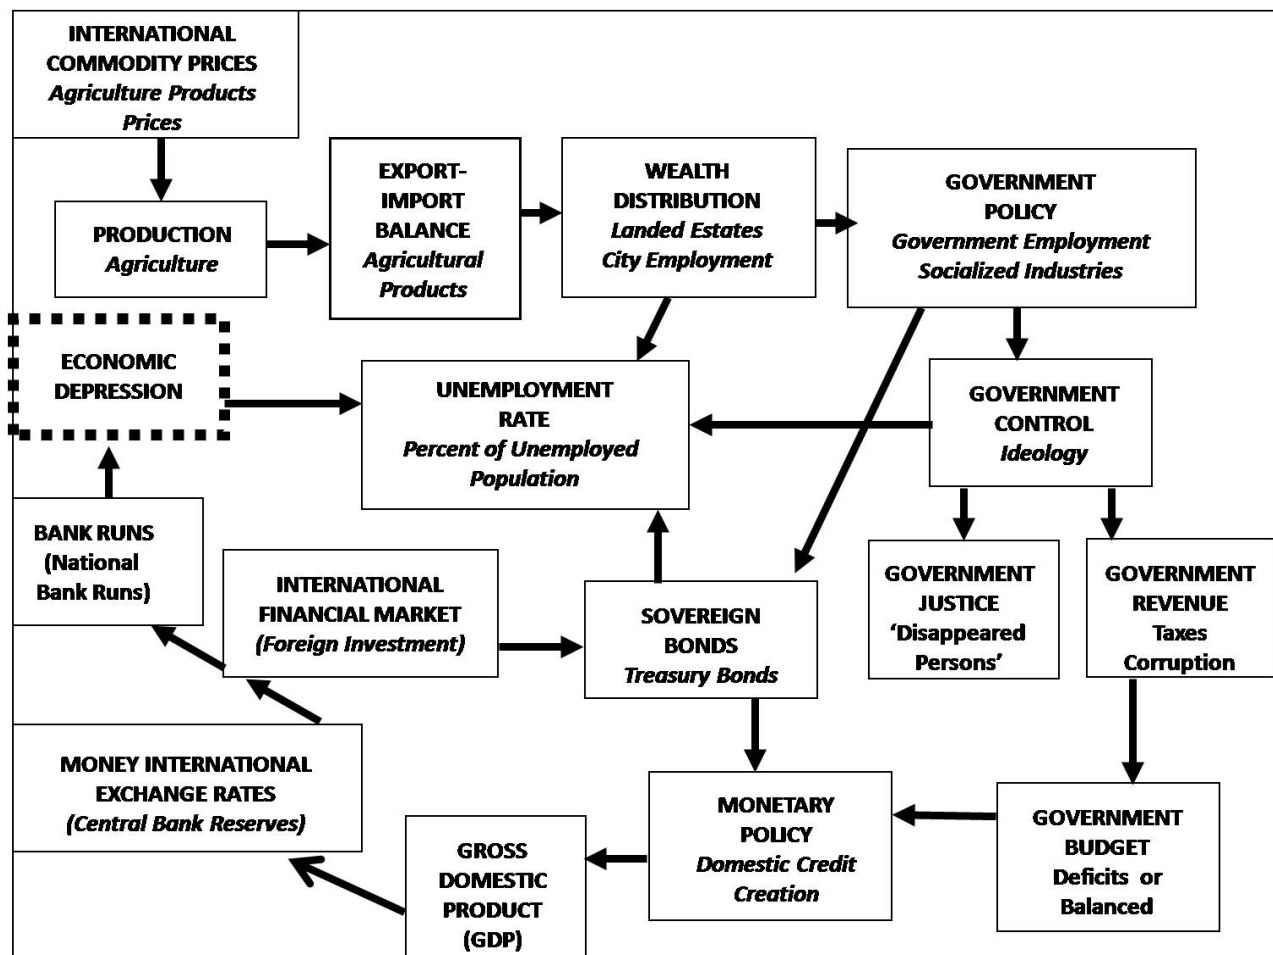 INTERNATIONAL
COMMODITY PRICES
Agriculture Products
Prices
PRODUCTION
Agriculture
EXPORT-
IMPORT
BALANCE
Agricultural
Products
WEALTH
DISTRIBUTION
Landed Estates
City Employment
GOVERNMENT
POLICY
Government Employment
Socialized Industries
ECONOMIC
DEPRESSION
UNEMPLOYMENT
RATE
Percent of Unemployed
Population
GOVERNMENT
CONTROL
Ideology
BANK RUNS
(National
Bank Runs)
INTERNATIONAL
FINANCIAL MARKET
(Foreign Investment)
SOVEREIGN
BONDS
Treasury Bonds
GOVERNMENT
JUSTICE
‘Disappeared
Persons’
GOVERNMENT
REVENUE
Taxes
Corruption
MONEY INTERNATIONAL
EXCHANGE RATES
(Central Bank Reserves)
GROSS
DOMESTIC
PRODUCT
(GDP)
MONETARY
POLICY
Domestic Credit
Creation
GOVERNMENT
BUDGET
Deficits or
Balanced